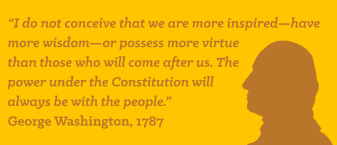 “I do not conceive that we are more inspired—have
more wisdom—or possess more virtue
than those who will come after us. The
power under the Constitution will
always be with the people.”
George Washington, 1787